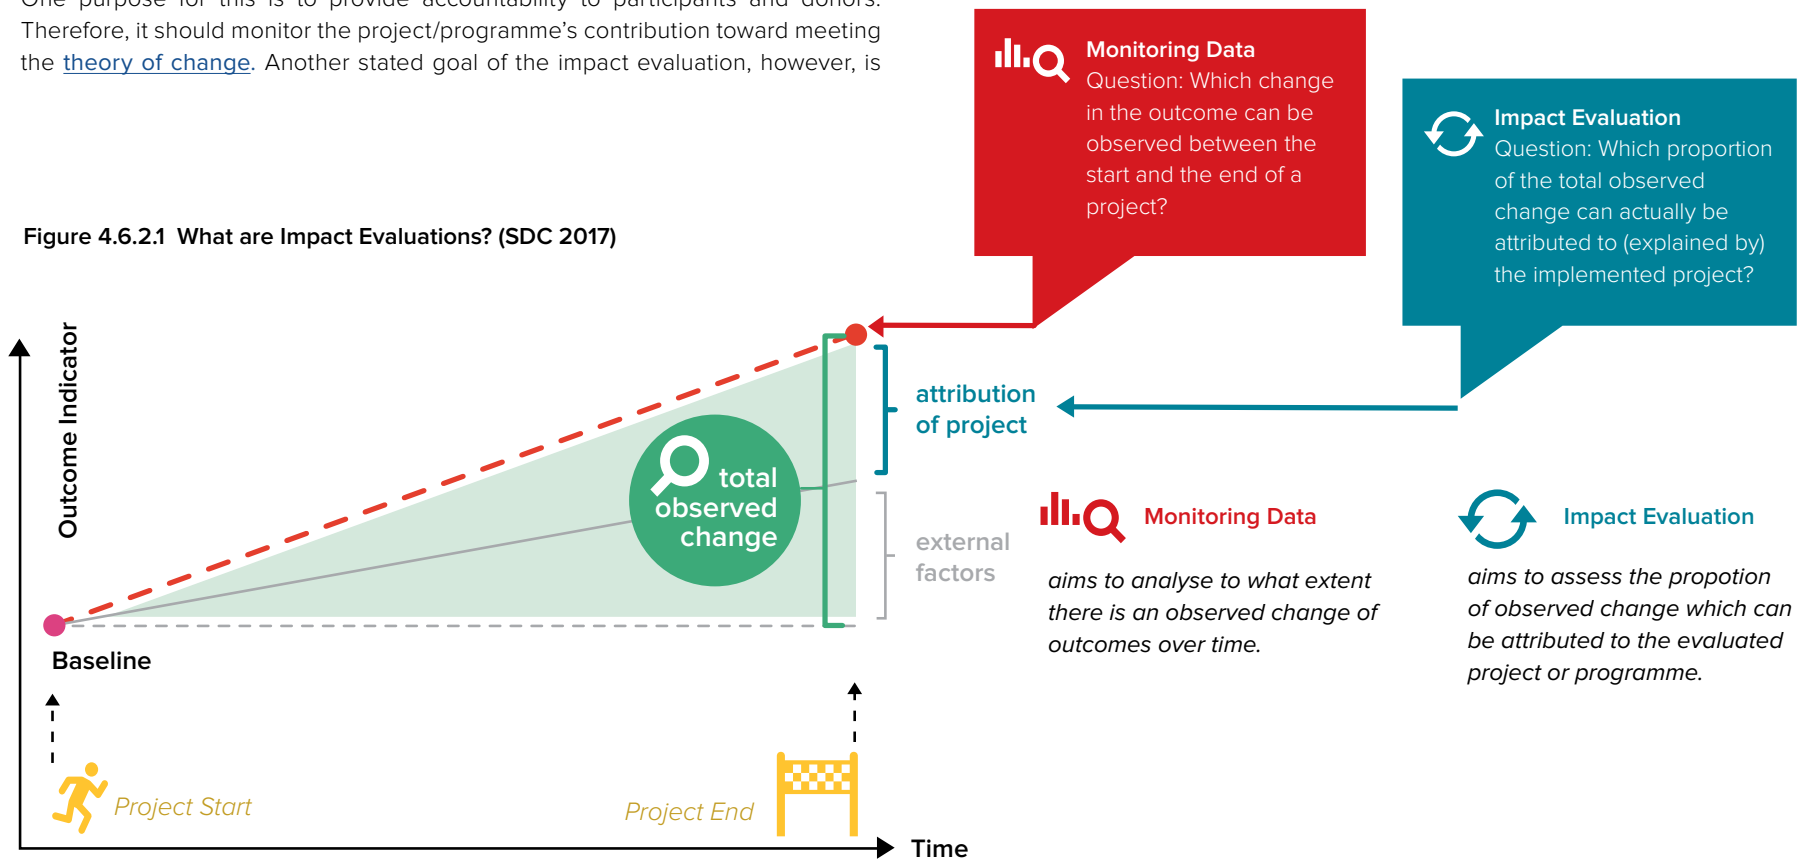 One purpose for this is to provide accountability to participants and donors.
Therefore, it should monitor the project/programme's contribution toward meeting
the theory of change. Another stated goal of the impact evaluation, however, is
Monitoring Data
Question: Which change
in the outcome can be
observed between the
start and the end of a
project?
Impact Evaluation
Question: Which proportion
of the total observed
change can actually be
attributed to (explained by)
the implemented project?
Figure 4.6.2.1 What are Impact Evaluations? (SDC 2017)
Outcome Indicator
total
observed
change
attribution
of project
external
factors
Baseline
Project Start
Project End
Time
Monitoring Data
aims to analyse to what extent
there is an observed change of
outcomes over time.
Impact Evaluation
aims to assess the propotion
of observed change which can
be attributed to the evaluated
project or programme.